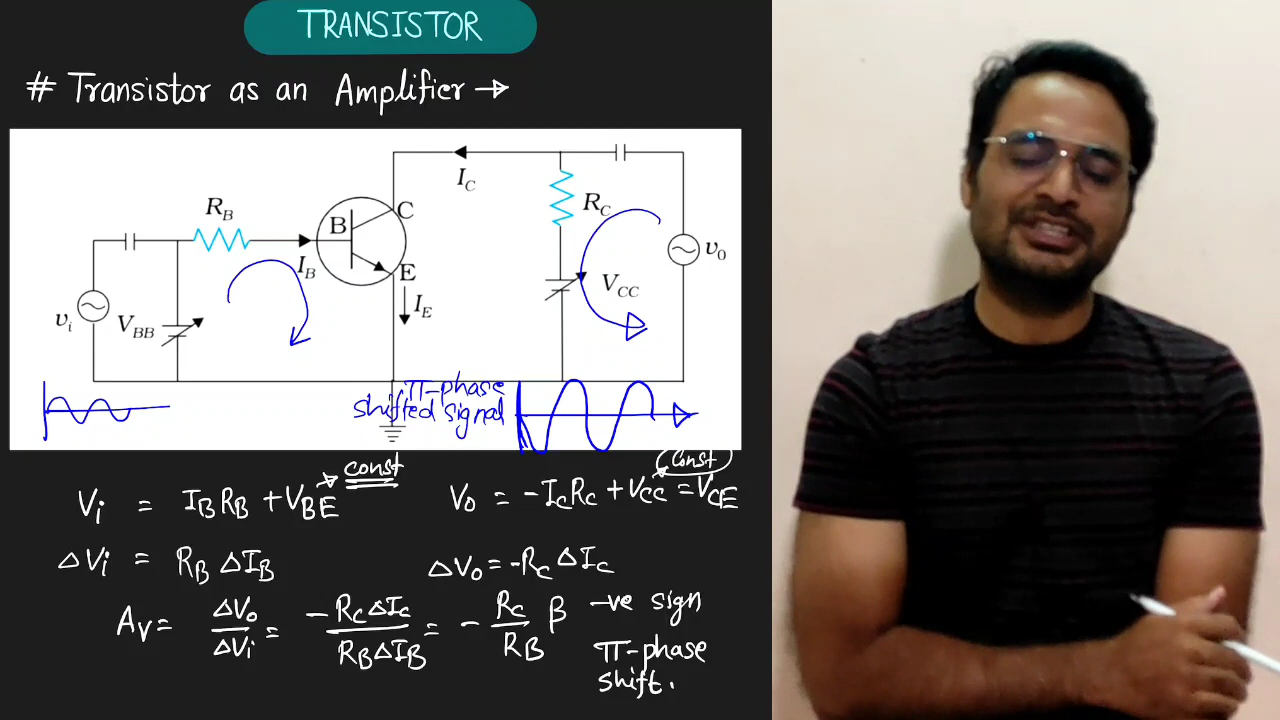 TRANSISTOR
# Transistor as an Amplifier →
I_C
R_B
R_C
B
C
I_B
E
v_0
V_CC
I_E
v_i
V_BB
π-phase
shifted signal
const
Const
V_i = I_B R_B + V_BE
V_0 = -I_C R_C + V_CC = V_CE
ΔV_i = R_B ΔI_B
ΔV_0 = -R_C ΔI_C
A_V = ΔV_0/ΔV_i = -R_C ΔI_C/R_B ΔI_B = - R_C/R_B β
-ve sign
π-phase
shift.